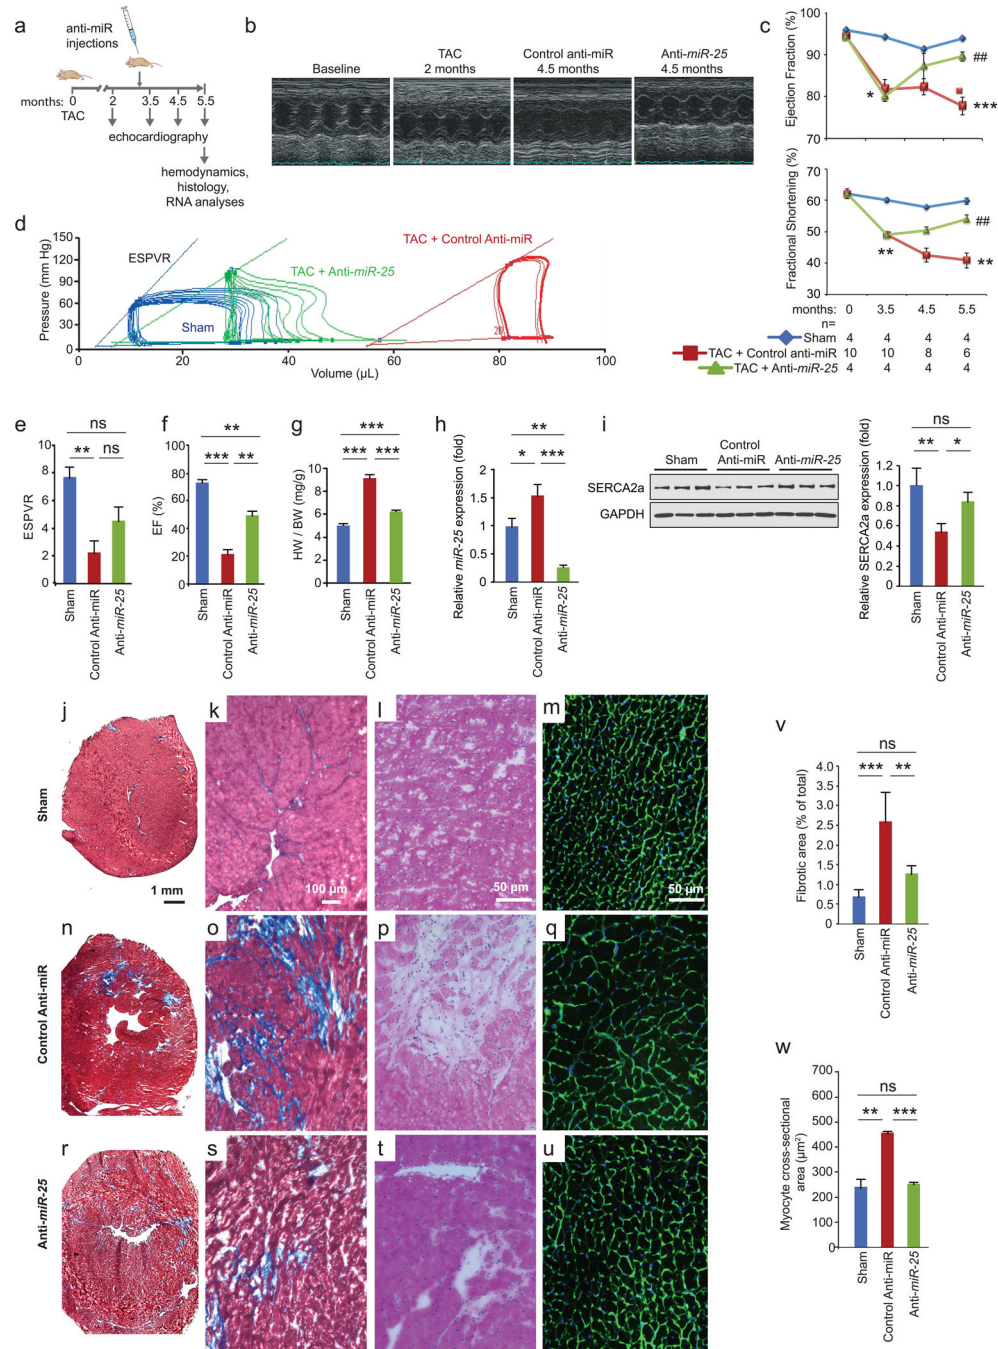 a
anti-miR
injections
months: 0 2 3.5 4.5 5.5
TAC
echocardiography
hemodynamics,
histology,
RNA analyses
b
Baseline
TAC
2 months
Control anti-miR
4.5 months
Anti-miR-25
4.5 months
c
Ejection Fraction (%)
100
90
80
70
*
##
***
Fractional Shortening (%)
70
60
50
40
30
**
##
**
months: 0 3.5 4.5 5.5
n=
Sham 4 4 4 4
TAC + Control anti-miR 10 10 8 6
TAC + Anti-miR-25 4 4 4 4
d
Pressure (mm Hg)
150
120
90
60
30
0
ESPVR
TAC + Anti-miR-25
TAC + Control Anti-miR
Sham
20
0 20 40 60 80 100
Volume (µL)
e
ns
** ns
ESPVR
10
8
6
4
2
0
Sham
Control Anti-miR
Anti-miR-25
f
**
*** **
EF (%)
100
80
60
40
20
0
Sham
Control Anti-miR
Anti-miR-25
g
***
*** ***
HW / BW (mg/g)
10
8
6
4
2
0
Sham
Control Anti-miR
Anti-miR-25
h
**
* ***
Relative miR-25 expression (fold)
2
1.5
1
0.5
0
Sham
Control Anti-miR
Anti-miR-25
i
Sham
Control
Anti-miR
Anti-miR-25
SERCA2a
GAPDH
ns
** *
Relative SERCA2a expression (fold)
1.2
1.0
0.8
0.6
0.4
0.2
0
Sham
Control Anti-miR
Anti-miR-25
j
k
l
m
Sham
1 mm
100 µm
50 µm
50 µm
n
o
p
q
Control Anti-miR
r
s
t
u
Anti-miR-25
v
ns
*** **
Fibrotic area (% of total)
4.0
3.5
3.0
2.5
2.0
1.5
1.0
0.5
0
Sham
Control Anti-miR
Anti-miR-25
w
ns
** ***
Myocyte cross-sectional
area (µm²)
700
600
500
400
300
200
100
0
Sham
Control Anti-miR
Anti-miR-25